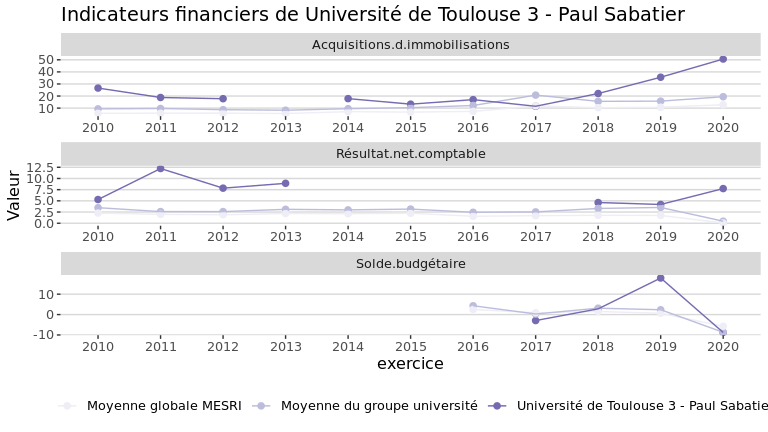 Indicateurs financiers de Université de Toulouse 3 - Paul Sabatier
Acquisitions.d.immobilisations
50
40
30
20
10
2010 2011 2012 2013 2014 2015 2016 2017 2018 2019 2020
Résultat.net.comptable
12.5
10.0
7.5
5.0
2.5
0.0
2010 2011 2012 2013 2014 2015 2016 2017 2018 2019 2020
Valeur
Solde.budgétaire
10
0
-10
2010 2011 2012 2013 2014 2015 2016 2017 2018 2019 2020
exercice
Moyenne globale MESRI Moyenne du groupe université Université de Toulouse 3 - Paul Sabatie